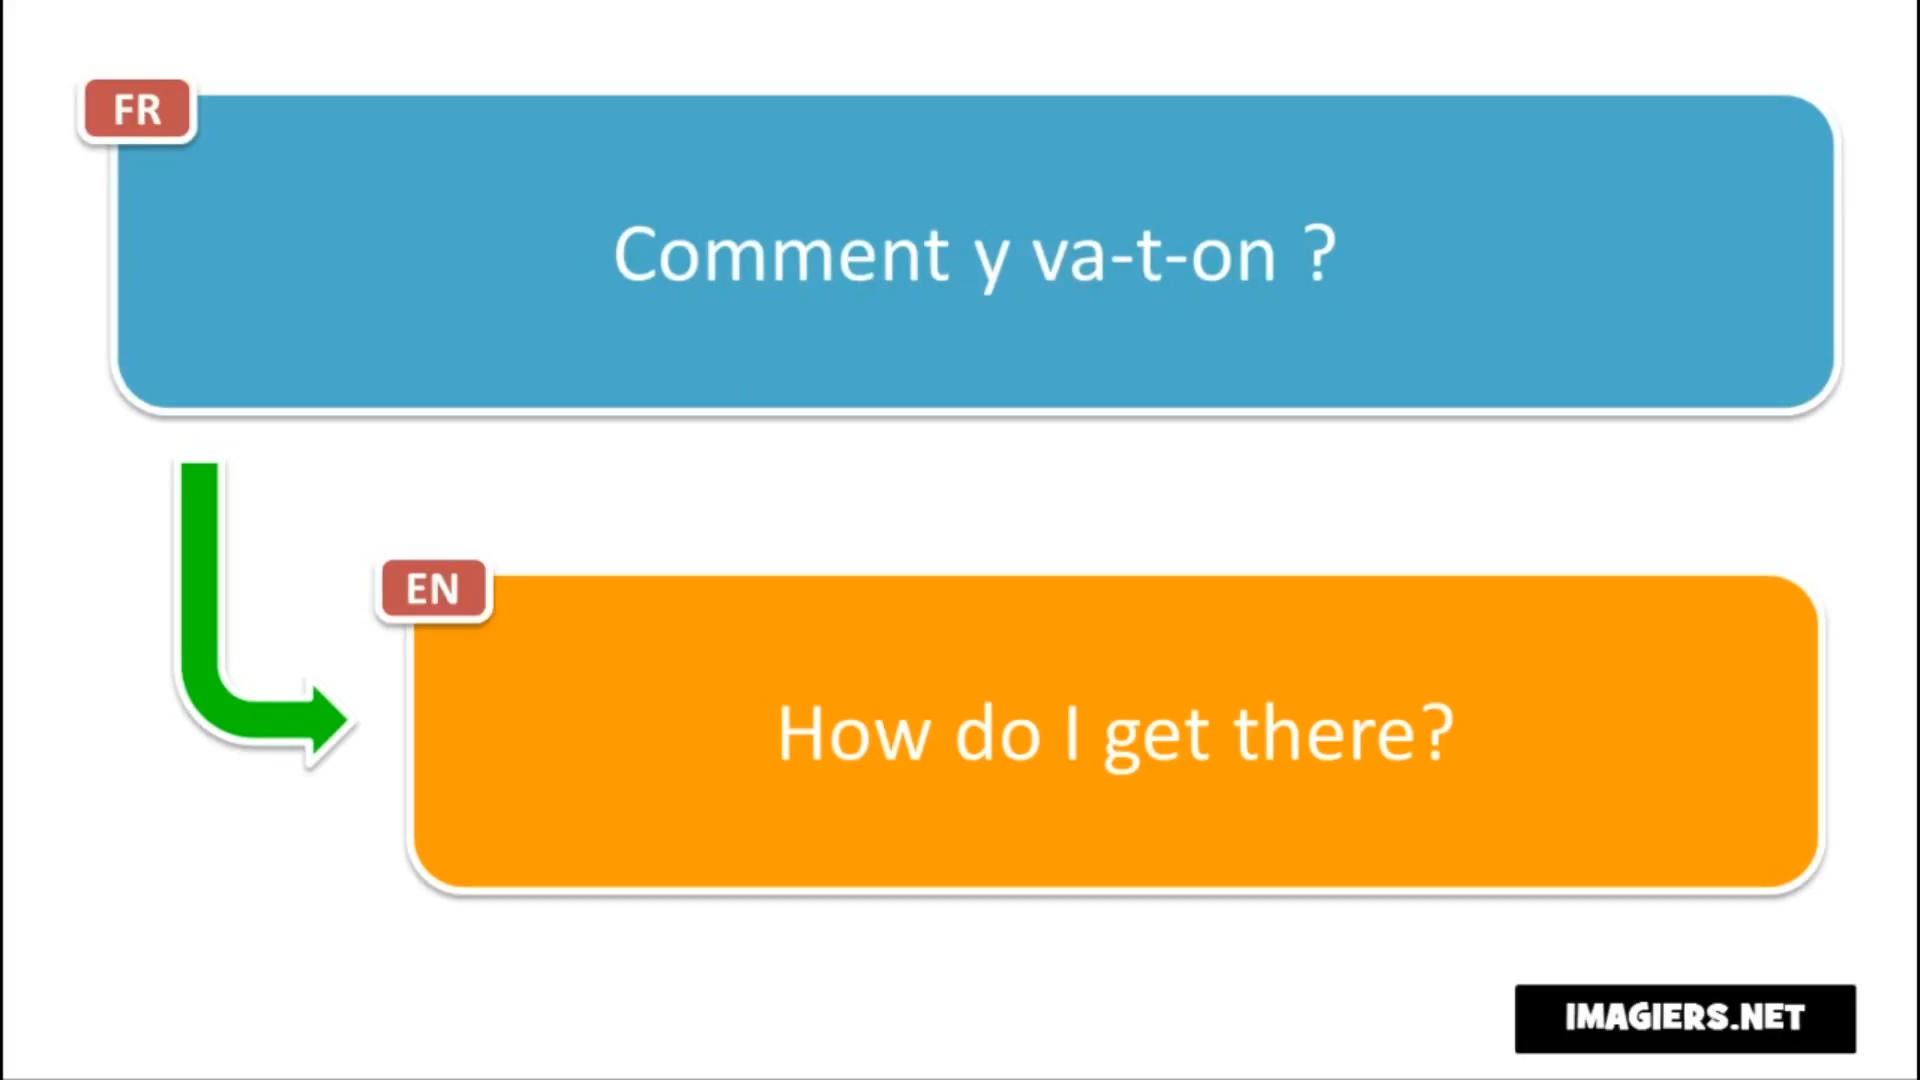 FR
Comment y va-t-on ?
EN
How do I get there?
IMAGIERS.NET